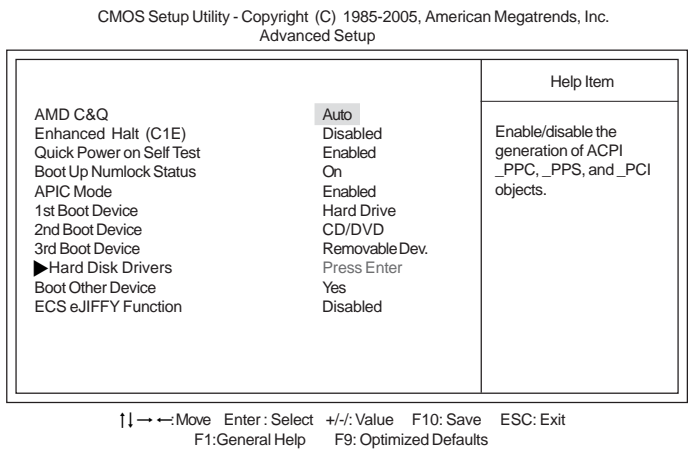 CMOS Setup Utility - Copyright (C) 1985-2005, American Megatrends, Inc.
Advanced Setup
Help Item
AMD C&Q Auto
Enhanced Halt (C1E) Disabled
Quick Power on Self Test Enabled
Boot Up Numlock Status On
APIC Mode Enabled
1st Boot Device Hard Drive
2nd Boot Device CD/DVD
3rd Boot Device Removable Dev.
▶Hard Disk Drivers Press Enter
Boot Other Device Yes
ECS eJIFFY Function Disabled
Enable/disable the
generation of ACPI
_PPC, _PPS, and _PCI
objects.
↑↓→←:Move Enter : Select +/-/: Value F10: Save ESC: Exit
F1:General Help F9: Optimized Defaults